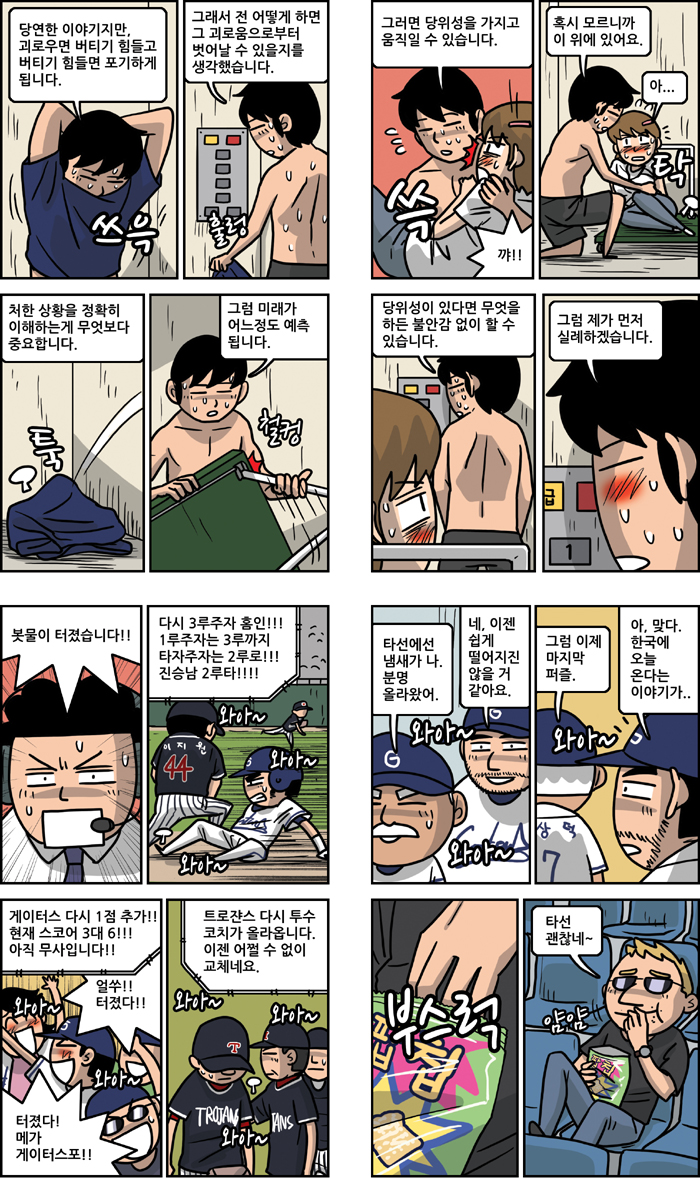 당연한 이야기지만,
괴로우면 버티기 힘들고
버티기 힘들면 포기하게
됩니다.
쓰윽
그래서 전 어떻게 하면
그 괴로움으로부터
벗어날 수 있을지를
생각했습니다.
훌렁
처한 상황을 정확히
이해하는게 무엇보다
중요합니다.
툭
그럼 미래가
어느정도 예측
됩니다.
철컹
그러면 당위성을 가지고
움직일 수 있습니다.
쏙
꺄!!
혹시 모르니까
이 위에 있어요.
아...
탁
당위성이 있다면 무엇을
하든 불안감 없이 할 수
있습니다.
그럼 제가 먼저
실례하겠습니다.
급
1
봇물이 터졌습니다!!
다시 3루주자 홈인!!!
1루주자는 3루까지
타자주자는 2루로!!!
진승남 2루타!!!!
와아~
이지원
44
와아~
와아~
게이터스 다시 1점 추가!!
현재 스코어 3대 6!!!
아직 무사입니다!!
얼쑤!!
터졌다!!
와아~
와아~
터졌다!
메가
게이터스포!!
트로쟌스 다시 투수
코치가 올라옵니다.
이젠 어쩔 수 없이
교체네요.
와아~
와아~
T
TROJAN
ANS
와아~
타선에선
냄새가 나.
분명
올라왔어.
네, 이젠
쉽게
떨어지진
않을 거
같아요.
와아~
G
G
와아~
그럼 이제
마지막
퍼즐.
아, 맞다.
한국에
오늘
온다는
이야기가..
와아~
상
7
부스럭
타선
괜찮네~
얌얌